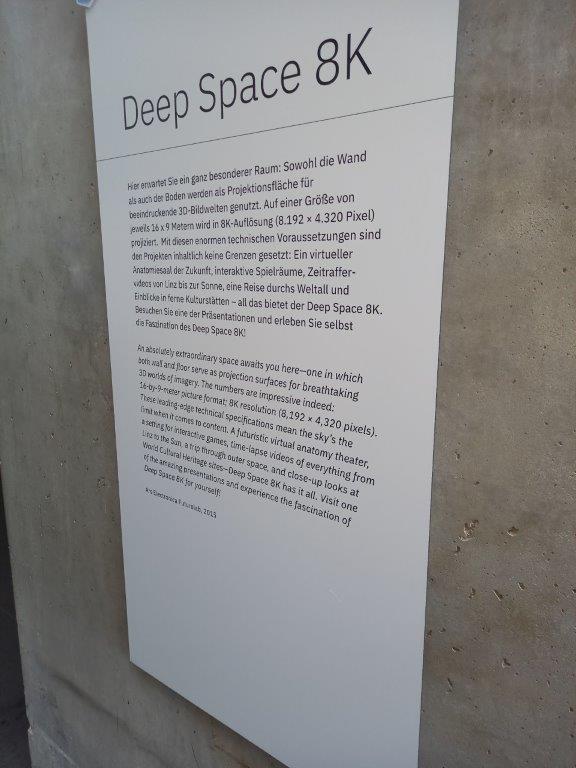 Deep Space 8K
Hier erwartet Sie ein ganz besonderer Raum: Sowohl die Wand
als auch der Boden werden als Projektionsfläche für
beeindruckende 3D-Bildwelten genutzt. Auf einer Größe von
jeweils 16 x 9 Metern wird in 8K-Auflösung (8.192 × 4.320 Pixel)
projiziert. Mit diesen enormen technischen Voraussetzungen sind
den Projekten inhaltlich keine Grenzen gesetzt: Ein virtueller
Anatomiesaal der Zukunft, interaktive Spielräume, Zeitraffer-
videos von Linz bis zur Sonne, eine Reise durchs Weltall und
Einblicke in ferne Kulturstätten – all das bietet der Deep Space 8K.
Besuchen Sie eine der Präsentationen und erleben Sie selbst
die Faszination des Deep Space 8K!
An absolutely extraordinary space awaits you here—one in which
both wall and floor serve as projection surfaces for breathtaking
3D worlds of imagery. The numbers are impressive indeed:
16-by-9-meter picture format; 8K resolution (8,192 × 4,320 pixels).
These leading-edge technical specifications mean the sky's the
limit when it comes to content. A futuristic virtual anatomy theater,
a setting for interactive games, time-lapse videos of everything from
Linz to the Sun, a trip through outer space, and close-up looks at
World Cultural Heritage sites—Deep Space 8K has it all. Visit one
of the amazing presentations and experience the fascination of
Deep Space 8K for yourself!
Ars Electronica Futurelab, 2015